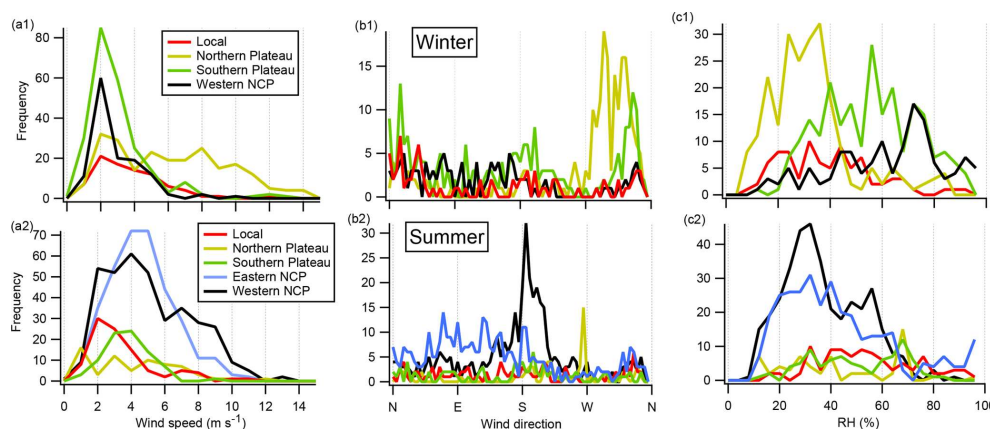 (a1)
Frequency
80
60
40
20
0
Local
Northern Plateau
Southern Plateau
Western NCP
(b1)
Winter
15
10
5
0
(c1)
30
25
20
15
10
5
0
(a2)
Frequency
70
60
50
40
30
20
10
0
Local
Northern Plateau
Southern Plateau
Eastern NCP
Western NCP
0 2 4 6 8 10 12 14
Wind speed (m s⁻¹)
(b2)
Summer
30
25
20
15
10
5
0
N E S W N
Wind direction
(c2)
40
30
20
10
0
0 20 40 60 80 100
RH (%)